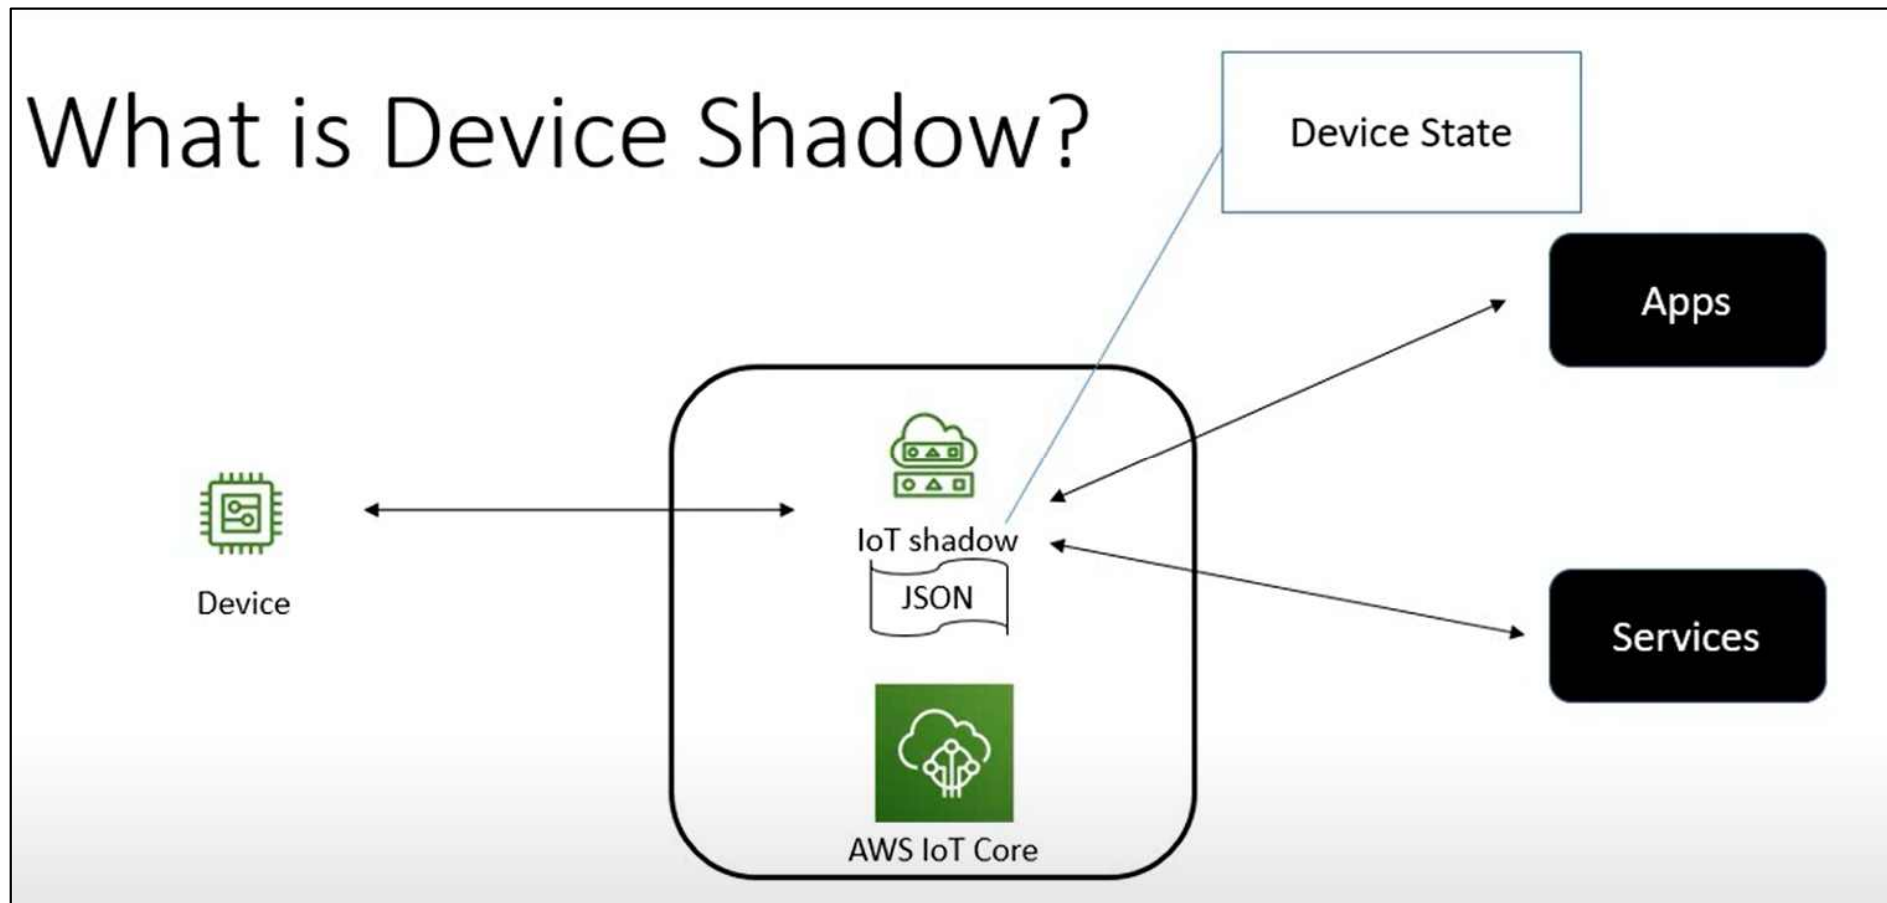 What is Device Shadow?
Device State
Apps
IoT shadow
JSON
Device
Services
AWS IoT Core